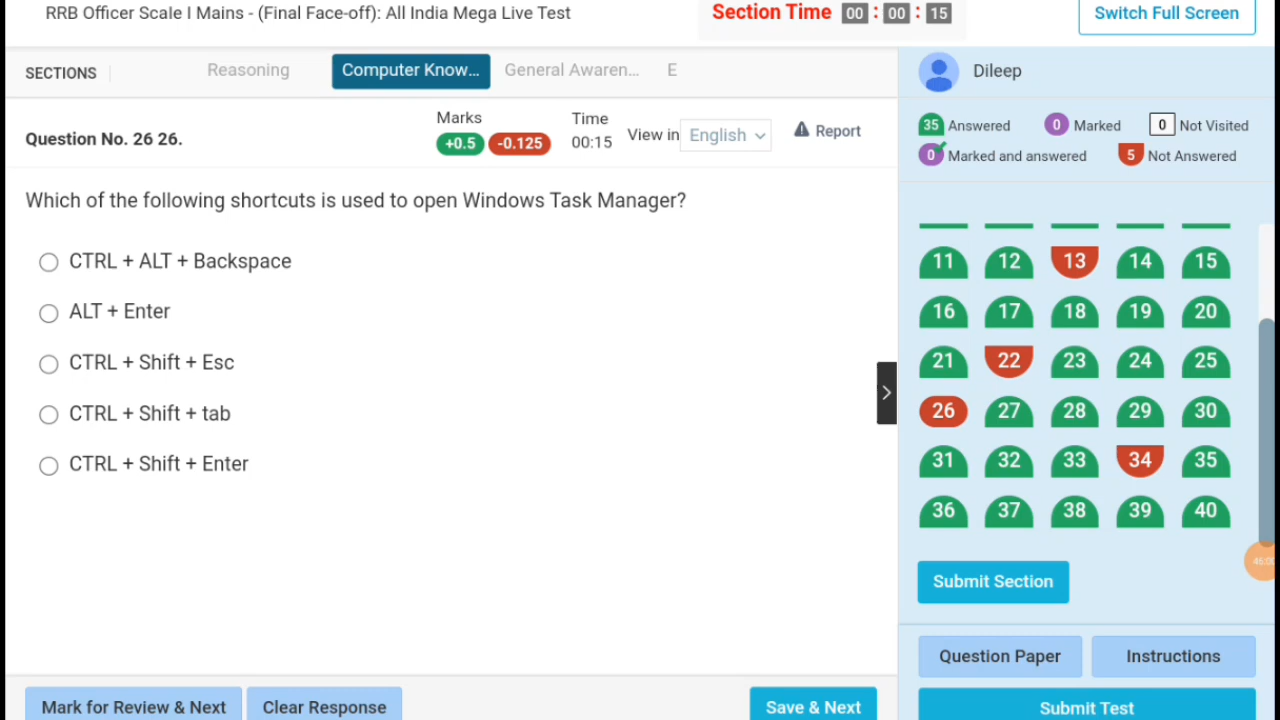 RRB Officer Scale I Mains - (Final Face-off): All India Mega Live Test
Section Time 00 : 00 : 15
Switch Full Screen
SECTIONS
Reasoning
Computer Know...
General Awaren...
E
Dileep
Question No. 26 26.
Marks
+0.5 -0.125
Time
00:15
View in English
Report
35 Answered
0 Marked
0 Not Visited
0 Marked and answered
5 Not Answered
Which of the following shortcuts is used to open Windows Task Manager?
CTRL + ALT + Backspace
ALT + Enter
CTRL + Shift + Esc
CTRL + Shift + tab
CTRL + Shift + Enter
11 12 13 14 15
16 17 18 19 20
21 22 23 24 25
26 27 28 29 30
31 32 33 34 35
36 37 38 39 40
Submit Section
Question Paper
Instructions
Mark for Review & Next
Clear Response
Save & Next
Submit Test